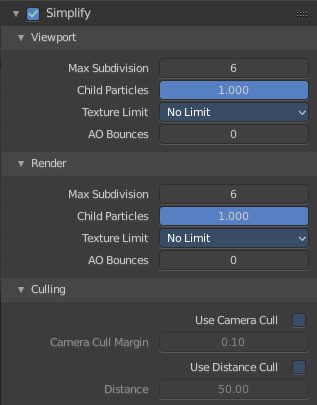 Simplify
Viewport
Max Subdivision 6
Child Particles 1.000
Texture Limit No Limit
AO Bounces 0
Render
Max Subdivision 6
Child Particles 1.000
Texture Limit No Limit
AO Bounces 0
Culling
Use Camera Cull
Camera Cull Margin 0.10
Use Distance Cull
Distance 50.00